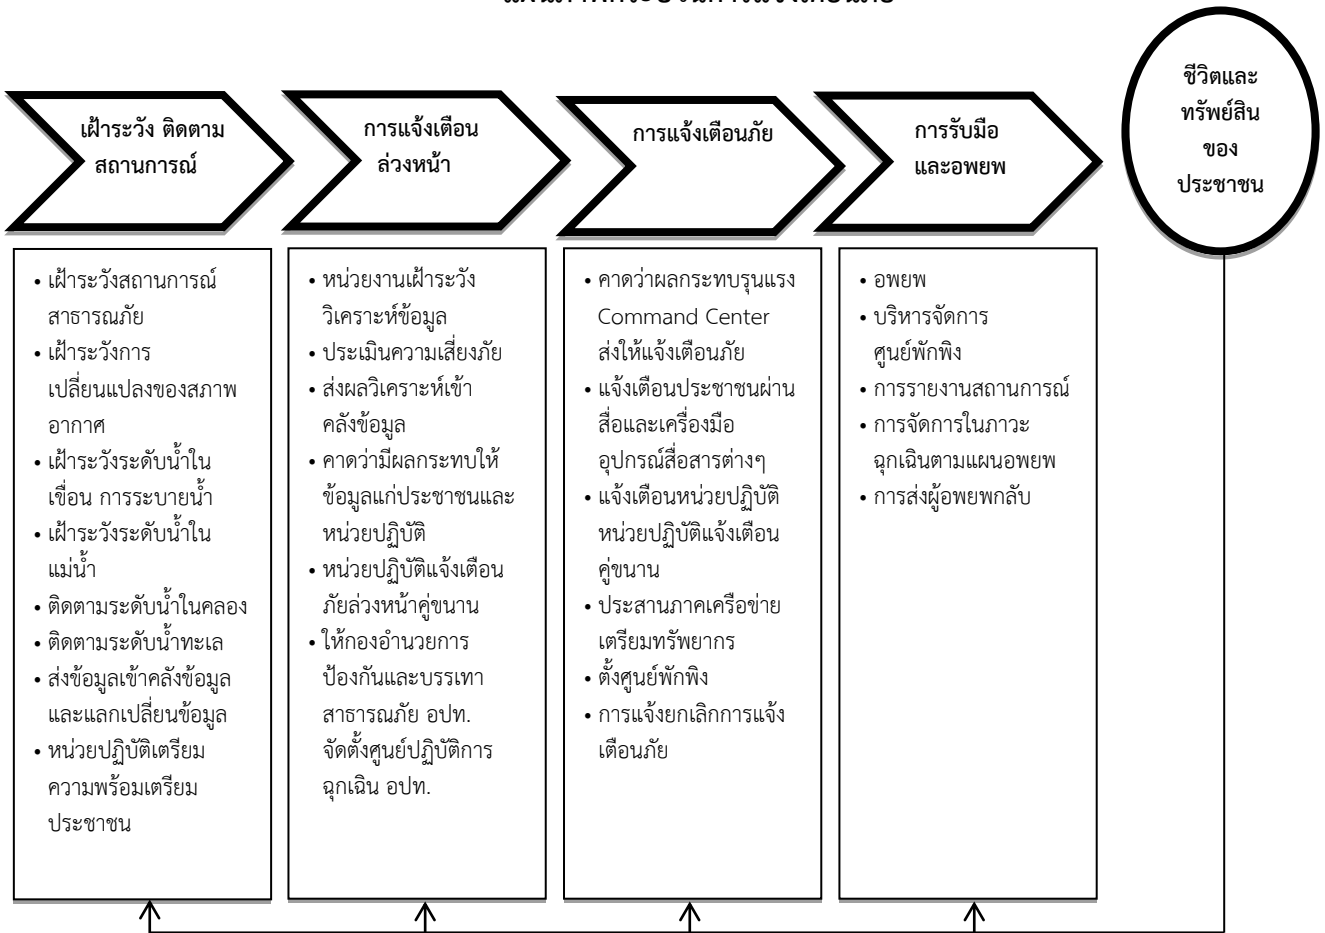 เฝ้าระวัง ติดตาม
สถานการณ์
การแจ้งเตือน
ล่วงหน้า
การแจ้งเตือนภัย
การรับมือ
และอพยพ
ชีวิตและ
ทรัพย์สิน
ของ
ประชาชน
• เฝ้าระวังสถานการณ์
สาธารณภัย
• เฝ้าระวังการ
เปลี่ยนแปลงของสภาพ
อากาศ
• เฝ้าระวังระดับน้ำใน
เขื่อน การระบายน้ำ
• เฝ้าระวังระดับน้ำใน
แม่น้ำ
• ติดตามระดับน้ำในคลอง
• ติดตามระดับน้ำทะเล
• ส่งข้อมูลเข้าคลังข้อมูล
และแลกเปลี่ยนข้อมูล
• หน่วยปฏิบัติเตรียม
ความพร้อมเตรียม
ประชาชน
• หน่วยงานเฝ้าระวัง
วิเคราะห์ข้อมูล
• ประเมินความเสี่ยงภัย
• ส่งผลวิเคราะห์เข้า
คลังข้อมูล
• คาดว่ามีผลกระทบให้
ข้อมูลแก่ประชาชนและ
หน่วยปฏิบัติ
• หน่วยปฏิบัติแจ้งเตือน
ภัยล่วงหน้าคู่ขนาน
• ให้กองอำนวยการ
ป้องกันและบรรเทา
สาธารณภัย อปท.
จัดตั้งศูนย์ปฏิบัติการ
ฉุกเฉิน อปท.
• คาดว่าผลกระทบรุนแรง
Command Center
ส่งให้แจ้งเตือนภัย
• แจ้งเตือนประชาชนผ่าน
สื่อและเครื่องมือ
อุปกรณ์สื่อสารต่างๆ
• แจ้งเตือนหน่วยปฏิบัติ
หน่วยปฏิบัติแจ้งเตือน
คู่ขนาน
• ประสานภาคเครือข่าย
เตรียมทรัพยากร
• ตั้งศูนย์พักพิง
• การแจ้งยกเลิกการแจ้ง
เตือนภัย
• อพยพ
• บริหารจัดการ
ศูนย์พักพิง
• การรายงานสถานการณ์
• การจัดการในภาวะ
ฉุกเฉินตามแผนอพยพ
• การส่งผู้อพยพกลับ